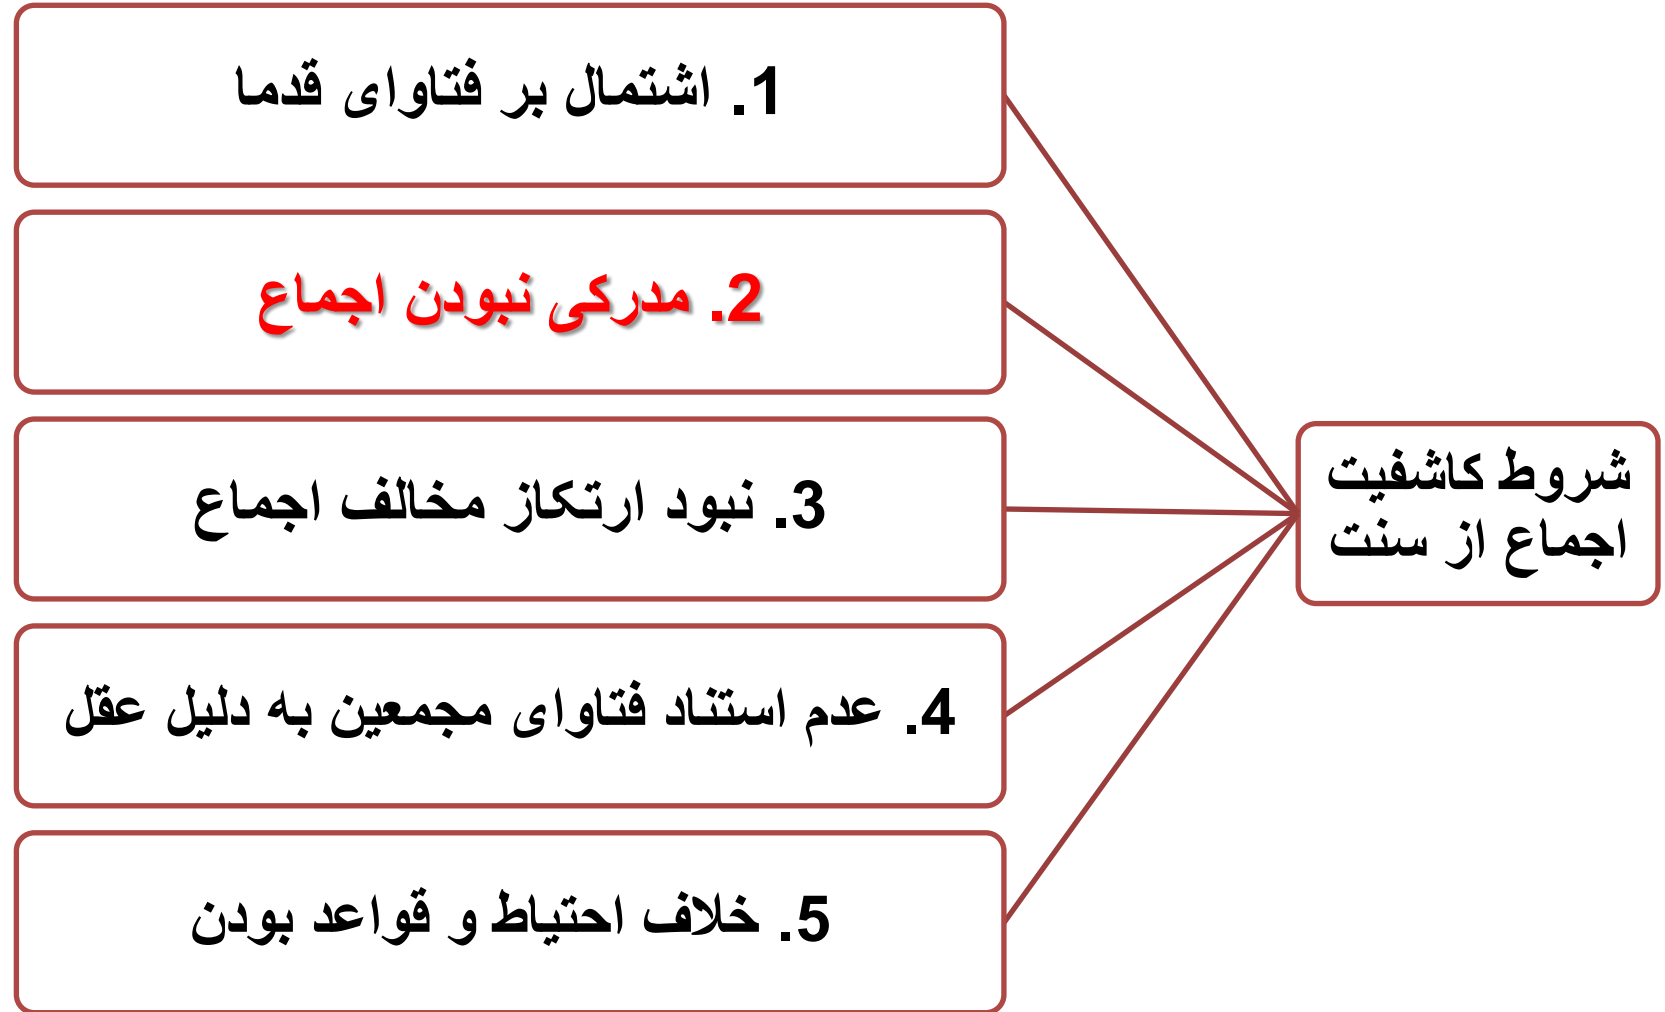 شروط کاشفیت
اجماع از سنت
1. اشتمال بر فتاوای قدما
2. مدرکی نبودن اجماع
3. نبود ارتکاز مخالف اجماع
4. عدم استناد فتاوای مجمعین به دلیل عقل
5. خلاف احتیاط و قواعد بودن